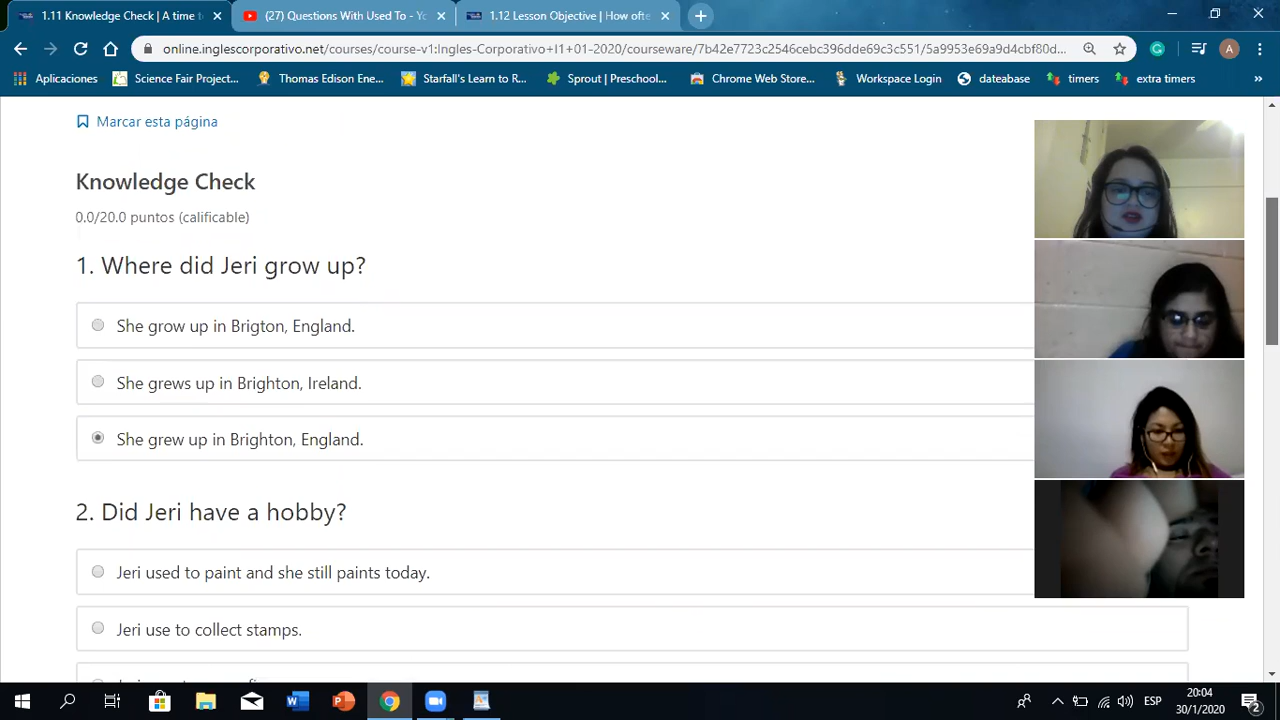 1.11 Knowledge Check | A time t
(27) Questions With Used To - Yo
1.12 Lesson Objective | How ofte
online.inglescorporativo.net/courses/course-v1:Ingles-Corporativo+I1+01-2020/courseware/7b42e7723c2546cebc396dde69c3c551/5a9953e69a9d4cbf80d...
A
Aplicaciones
Science Fair Project...
Thomas Edison Ene...
Starfall's Learn to R...
Sprout | Preschool...
Chrome Web Store...
Workspace Login
dateabase
timers
extra timers
»
Marcar esta página
Knowledge Check
0.0/20.0 puntos (calificable)
1. Where did Jeri grow up?
She grow up in Brigton, England.
She grews up in Brighton, Ireland.
She grew up in Brighton, England.
2. Did Jeri have a hobby?
Jeri used to paint and she still paints today.
Jeri use to collect stamps.
ESP
20:04
30/1/2020
2